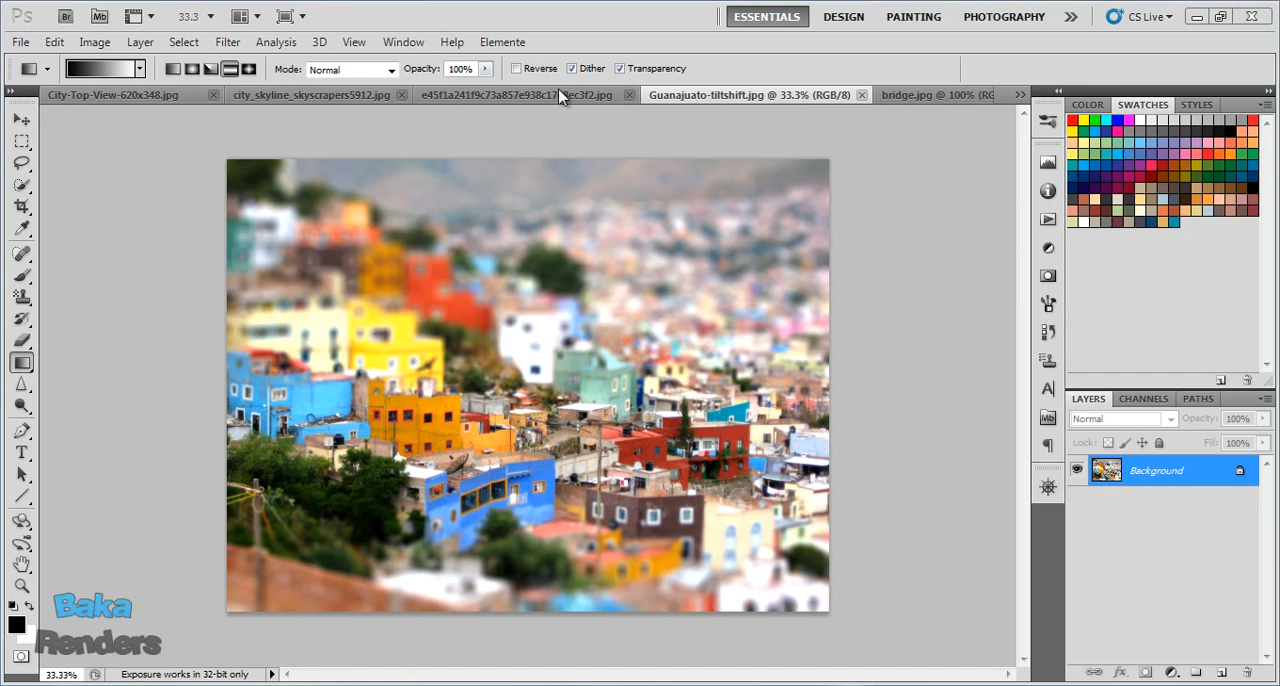 Ps Br Mb 33.3 ESSENTIALS DESIGN PAINTING PHOTOGRAPHY CS Live
File Edit Image Layer Select Filter Analysis 3D View Window Help Elemente
Mode: Normal Opacity: 100% Reverse Dither Transparency
City-Top-View-620x348.jpg city_skyline_skyscrapers5912.jpg Guanajuato-tiltshift.jpg @ 33.3% (RGB/8) bridge.jpg @ 100% (RG
COLOR SWATCHES STYLES
LAYERS CHANNELS PATHS
Normal Opacity: 100%
Lock: Fill: 100%
Background
Mb
Baka
Renders
33.33% Exposure works in 32-bit only